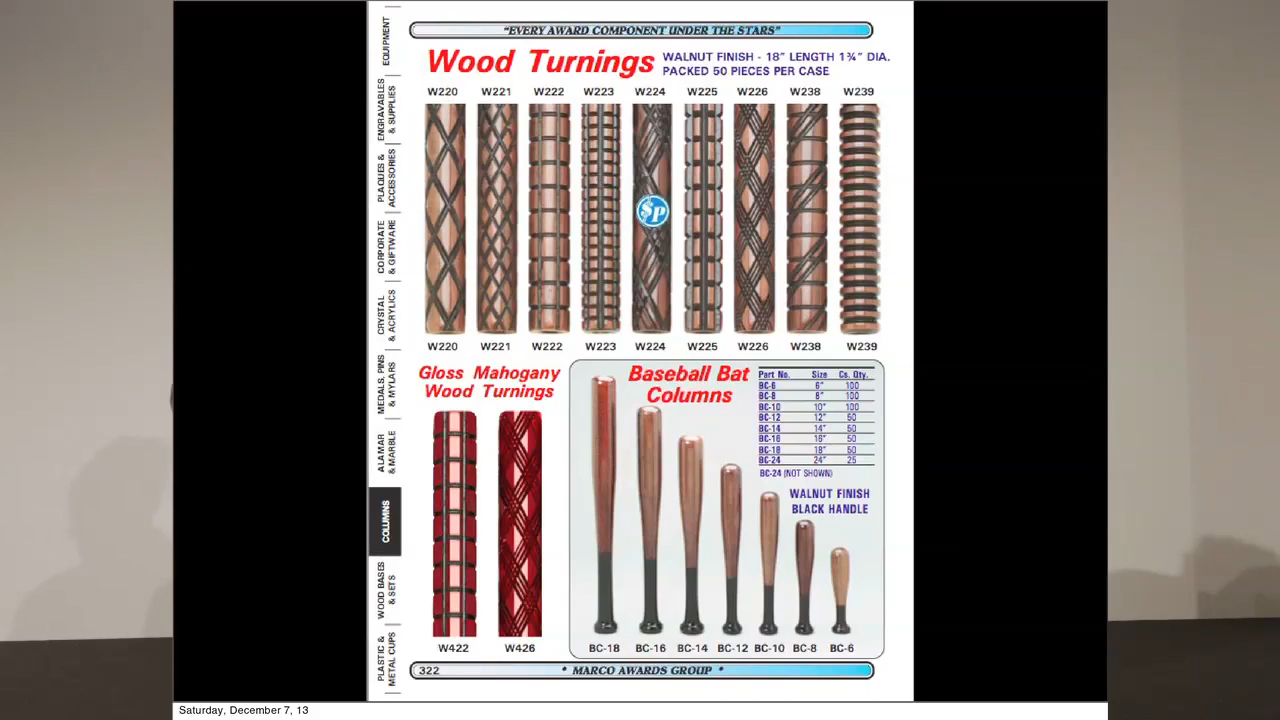 "EVERY AWARD COMPONENT UNDER THE STARS"
Wood Turnings
WALNUT FINISH - 18" LENGTH 1¾" DIA.
PACKED 50 PIECES PER CASE
W220 W221 W222 W223 W224 W225 W226 W238 W239
SP
W220 W221 W222 W223 W224 W225 W226 W238 W239
Gloss Mahogany
Wood Turnings
W422 W426
Baseball Bat
Columns
Part No. Size Cs. Qty.
BC-6 6" 100
BC-8 8" 100
BC-10 10" 100
BC-12 12" 50
BC-14 14" 50
BC-16 16" 50
BC-18 18" 50
BC-24 24" 25
BC-24 (NOT SHOWN)
WALNUT FINISH
BLACK HANDLE
BC-18 BC-16 BC-14 BC-12 BC-10 BC-8 BC-6
322 * MARCO AWARDS GROUP *
EQUIPMENT
ENGRAVABLES
& SUPPLIES
PLAQUES &
ACCESSORIES
CORPORATE
& GIFTWARE
CRYSTAL
& ACRYLICS
MEDALS, PINS
& MYLARS
ALAMAR
& MARBLE
COLUMNS
WOOD BASES
& SETS
PLASTIC &
METAL CUPS
Saturday, December 7, 13